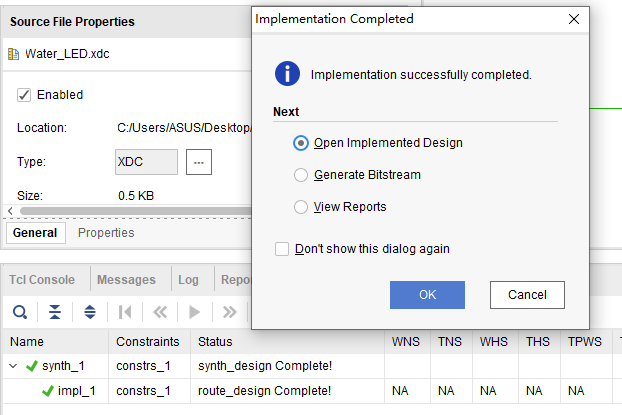 Source File Properties
Water_LED.xdc
Enabled
Location: C:/Users/ASUS/Desktop/
Type: XDC ...
Size: 0.5 KB
General Properties
Implementation Completed
Implementation successfully completed.
Next
Open Implemented Design
Generate Bitstream
View Reports
Don't show this dialog again
OK Cancel
Tcl Console Messages Log Repo
Name Constraints Status WNS TNS WHS THS TPWS
synth_1 constrs_1 synth_design Complete!
impl_1 constrs_1 route_design Complete! NA NA NA NA NA